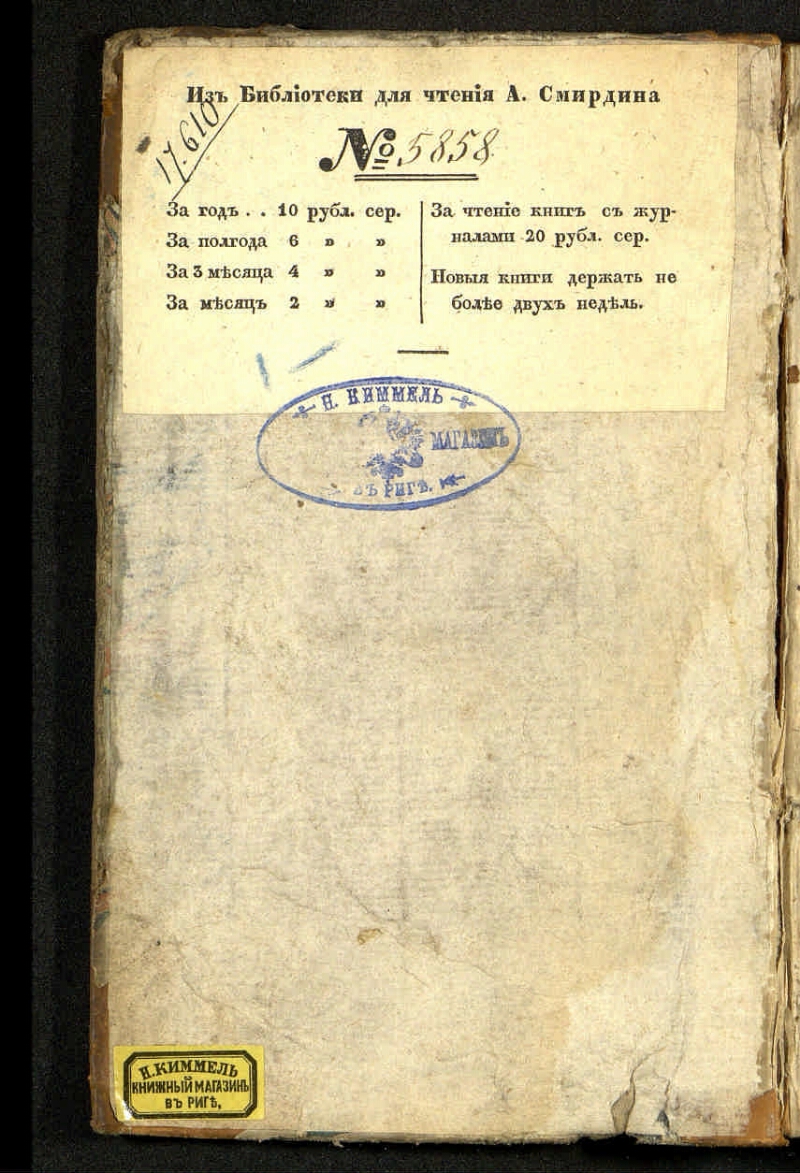 Изъ Библіотеки для чтенія А. Смирдина
17.610
№ 5858
За годъ . . 10 рубл. сер.
За полгода 6 » »
За 3 мѣсяца 4 » »
За мѣсяцъ 2 » »
За чтеніе книгъ съ жур-
налами 20 рубл. сер.
Новыя книги держать не
болѣе двухъ недѣль.
Н. КИММЕЛЬ
МАГАЗИНЪ
ВЪ РИГѢ.
Н. КИММЕЛЬ
КНИЖНЫЙ МАГАЗИНЪ
ВЪ РИГѢ,